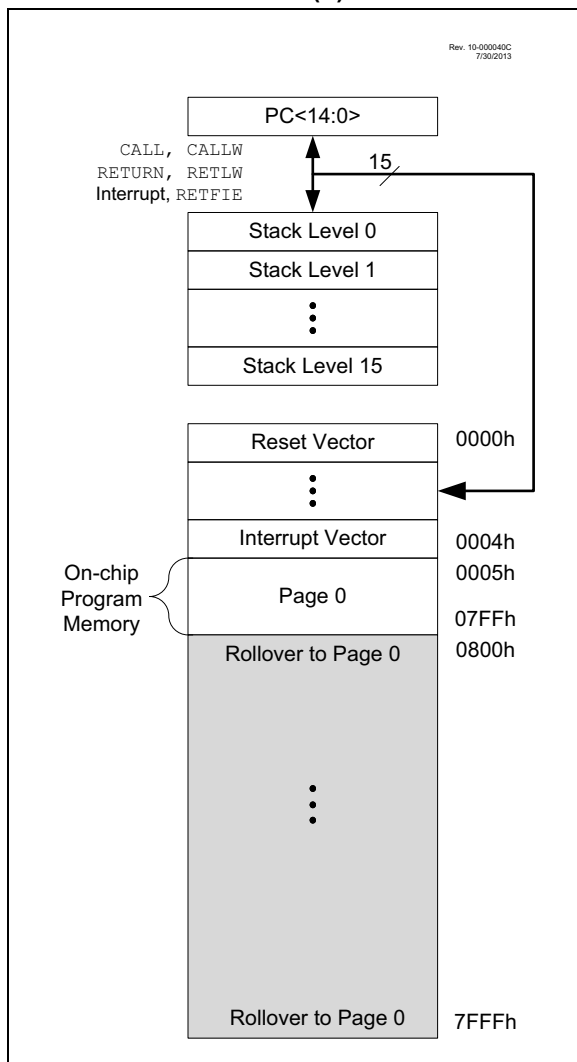 Rev. 10-000040C
7/30/2013
PC<14:0>
CALL, CALLW
RETURN, RETLW
Interrupt, RETFIE
15
Stack Level 0
Stack Level 1
Stack Level 15
Reset Vector
0000h
Interrupt Vector
0004h
On-chip
Program
Memory
0005h
Page 0
07FFh
Rollover to Page 0
0800h
Rollover to Page 0
7FFFh